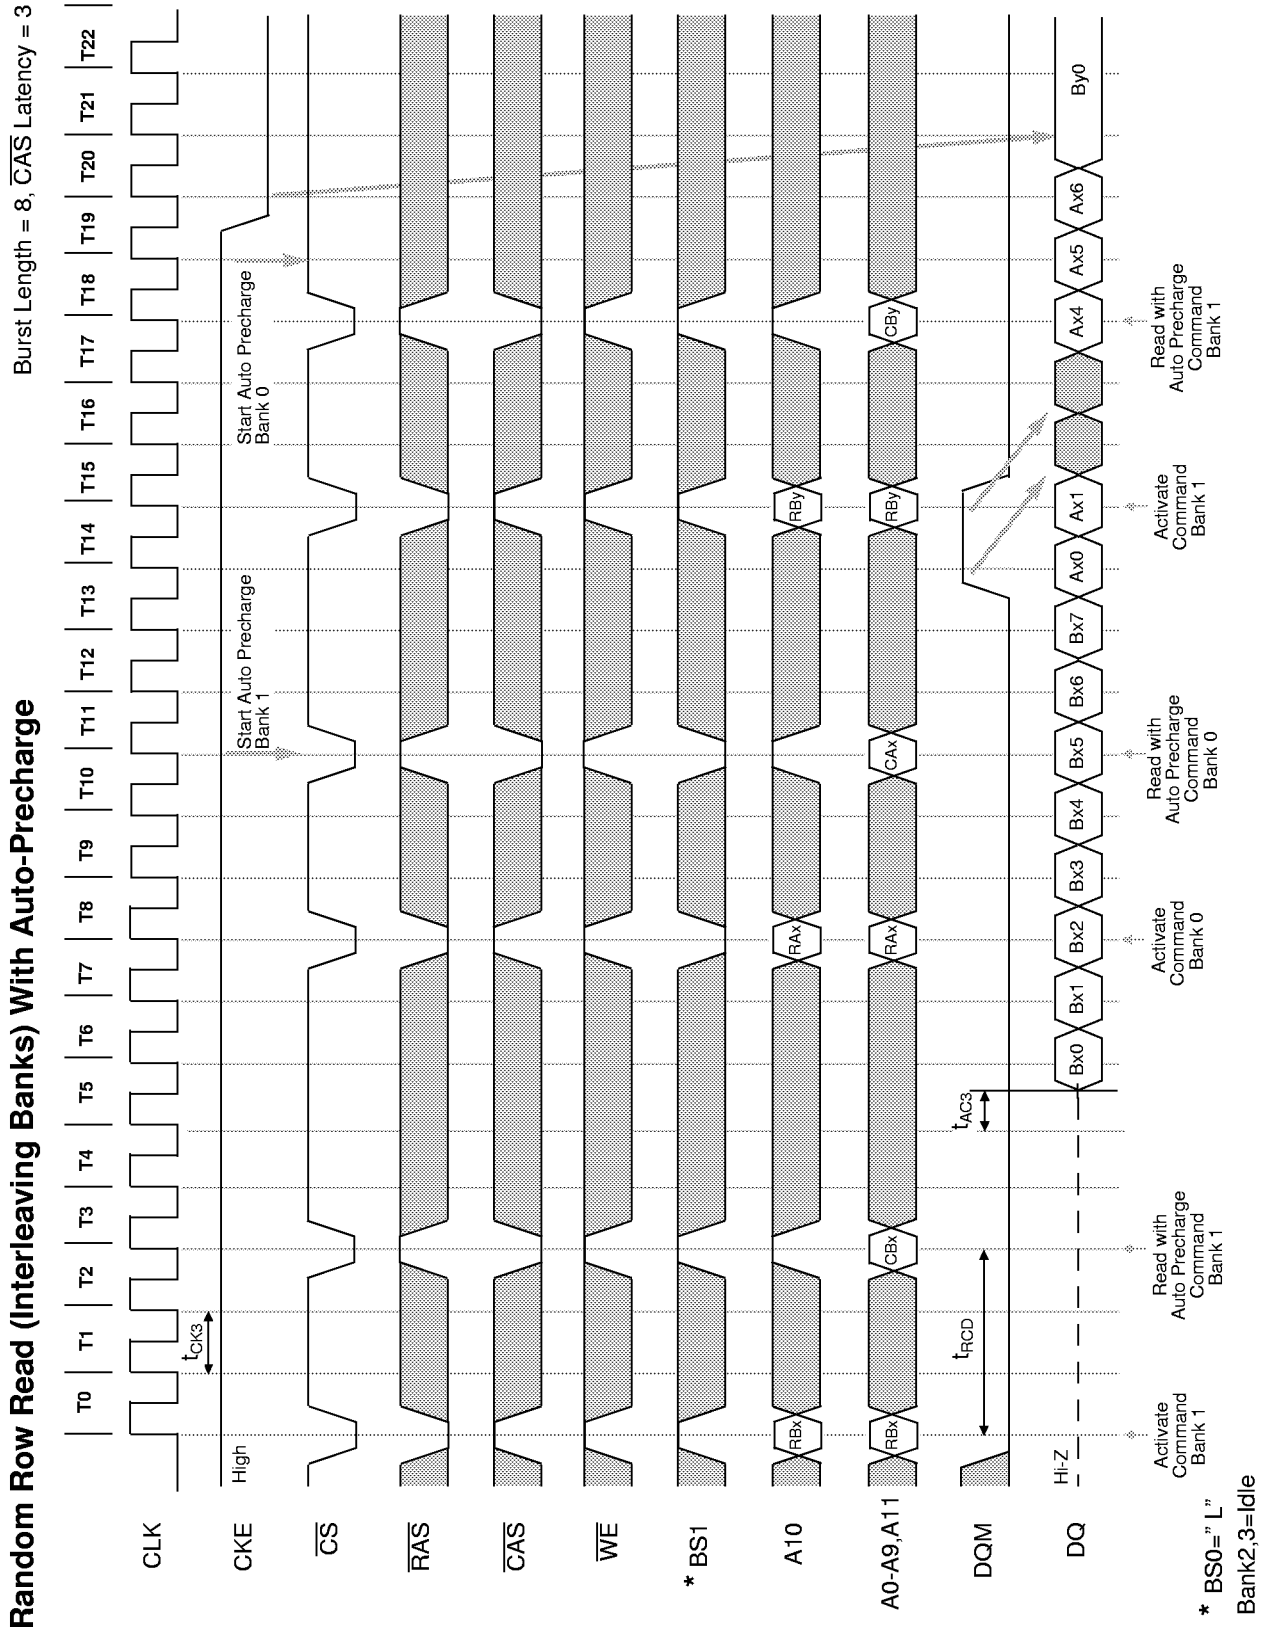 Random Row Read (Interleaving Banks) With Auto-Precharge
Burst Length = 8, CAS Latency = 3
T0 T1 T2 T3 T4 T5 T6 T7 T8 T9 T10 T11 T12 T13 T14 T15 T16 T17 T18 T19 T20 T21 T22
CLK
tCK3
CKE
High
Start Auto Precharge
Bank 1
Start Auto Precharge
Bank 0
CS
RAS
CAS
WE
* BS1
A10
RBx RAx RBy
A0-A9,A11
RBx CBx RAx CAx RBy CBy
DQM
tRCD
tAC3
DQ
Hi-Z
Bx0 Bx1 Bx2 Bx3 Bx4 Bx5 Bx6 Bx7 Ax0 Ax1 Ax4 Ax5 Ax6 By0
Activate
Command
Bank 1
Read with
Auto Precharge
Command
Bank 1
Activate
Command
Bank 0
Read with
Auto Precharge
Command
Bank 0
Activate
Command
Bank 1
Read with
Auto Precharge
Command
Bank 1
* BS0=” L”
Bank2,3=Idle